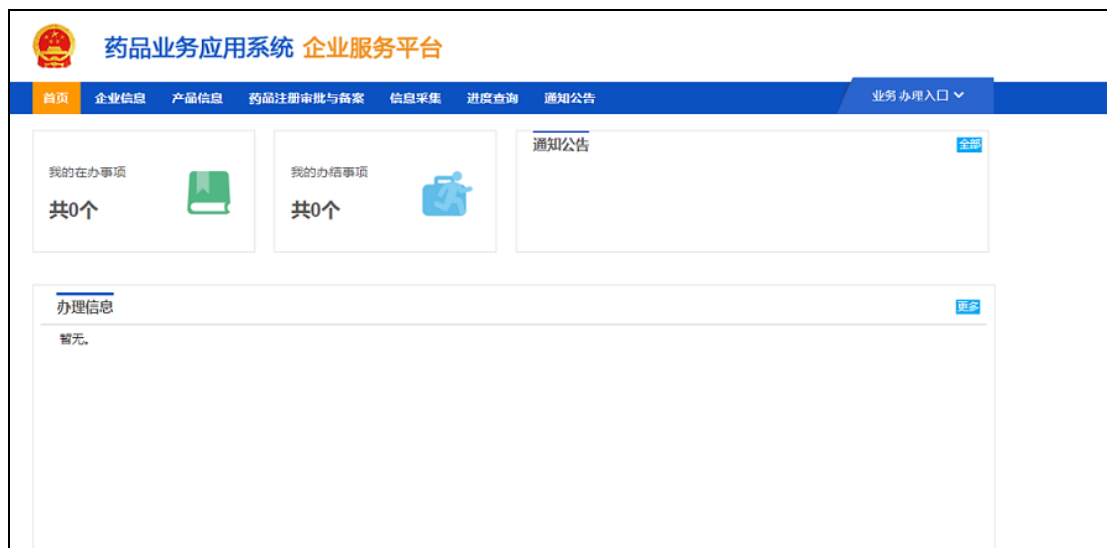 药品业务应用系统 企业服务平台
首页 企业信息 产品信息 药品注册审批与备案 信息采集 进度查询 通知公告 业务办理入口
我的在办事项
共0个
我的办结事项
共0个
通知公告 全部
办理信息 更多
暂无。